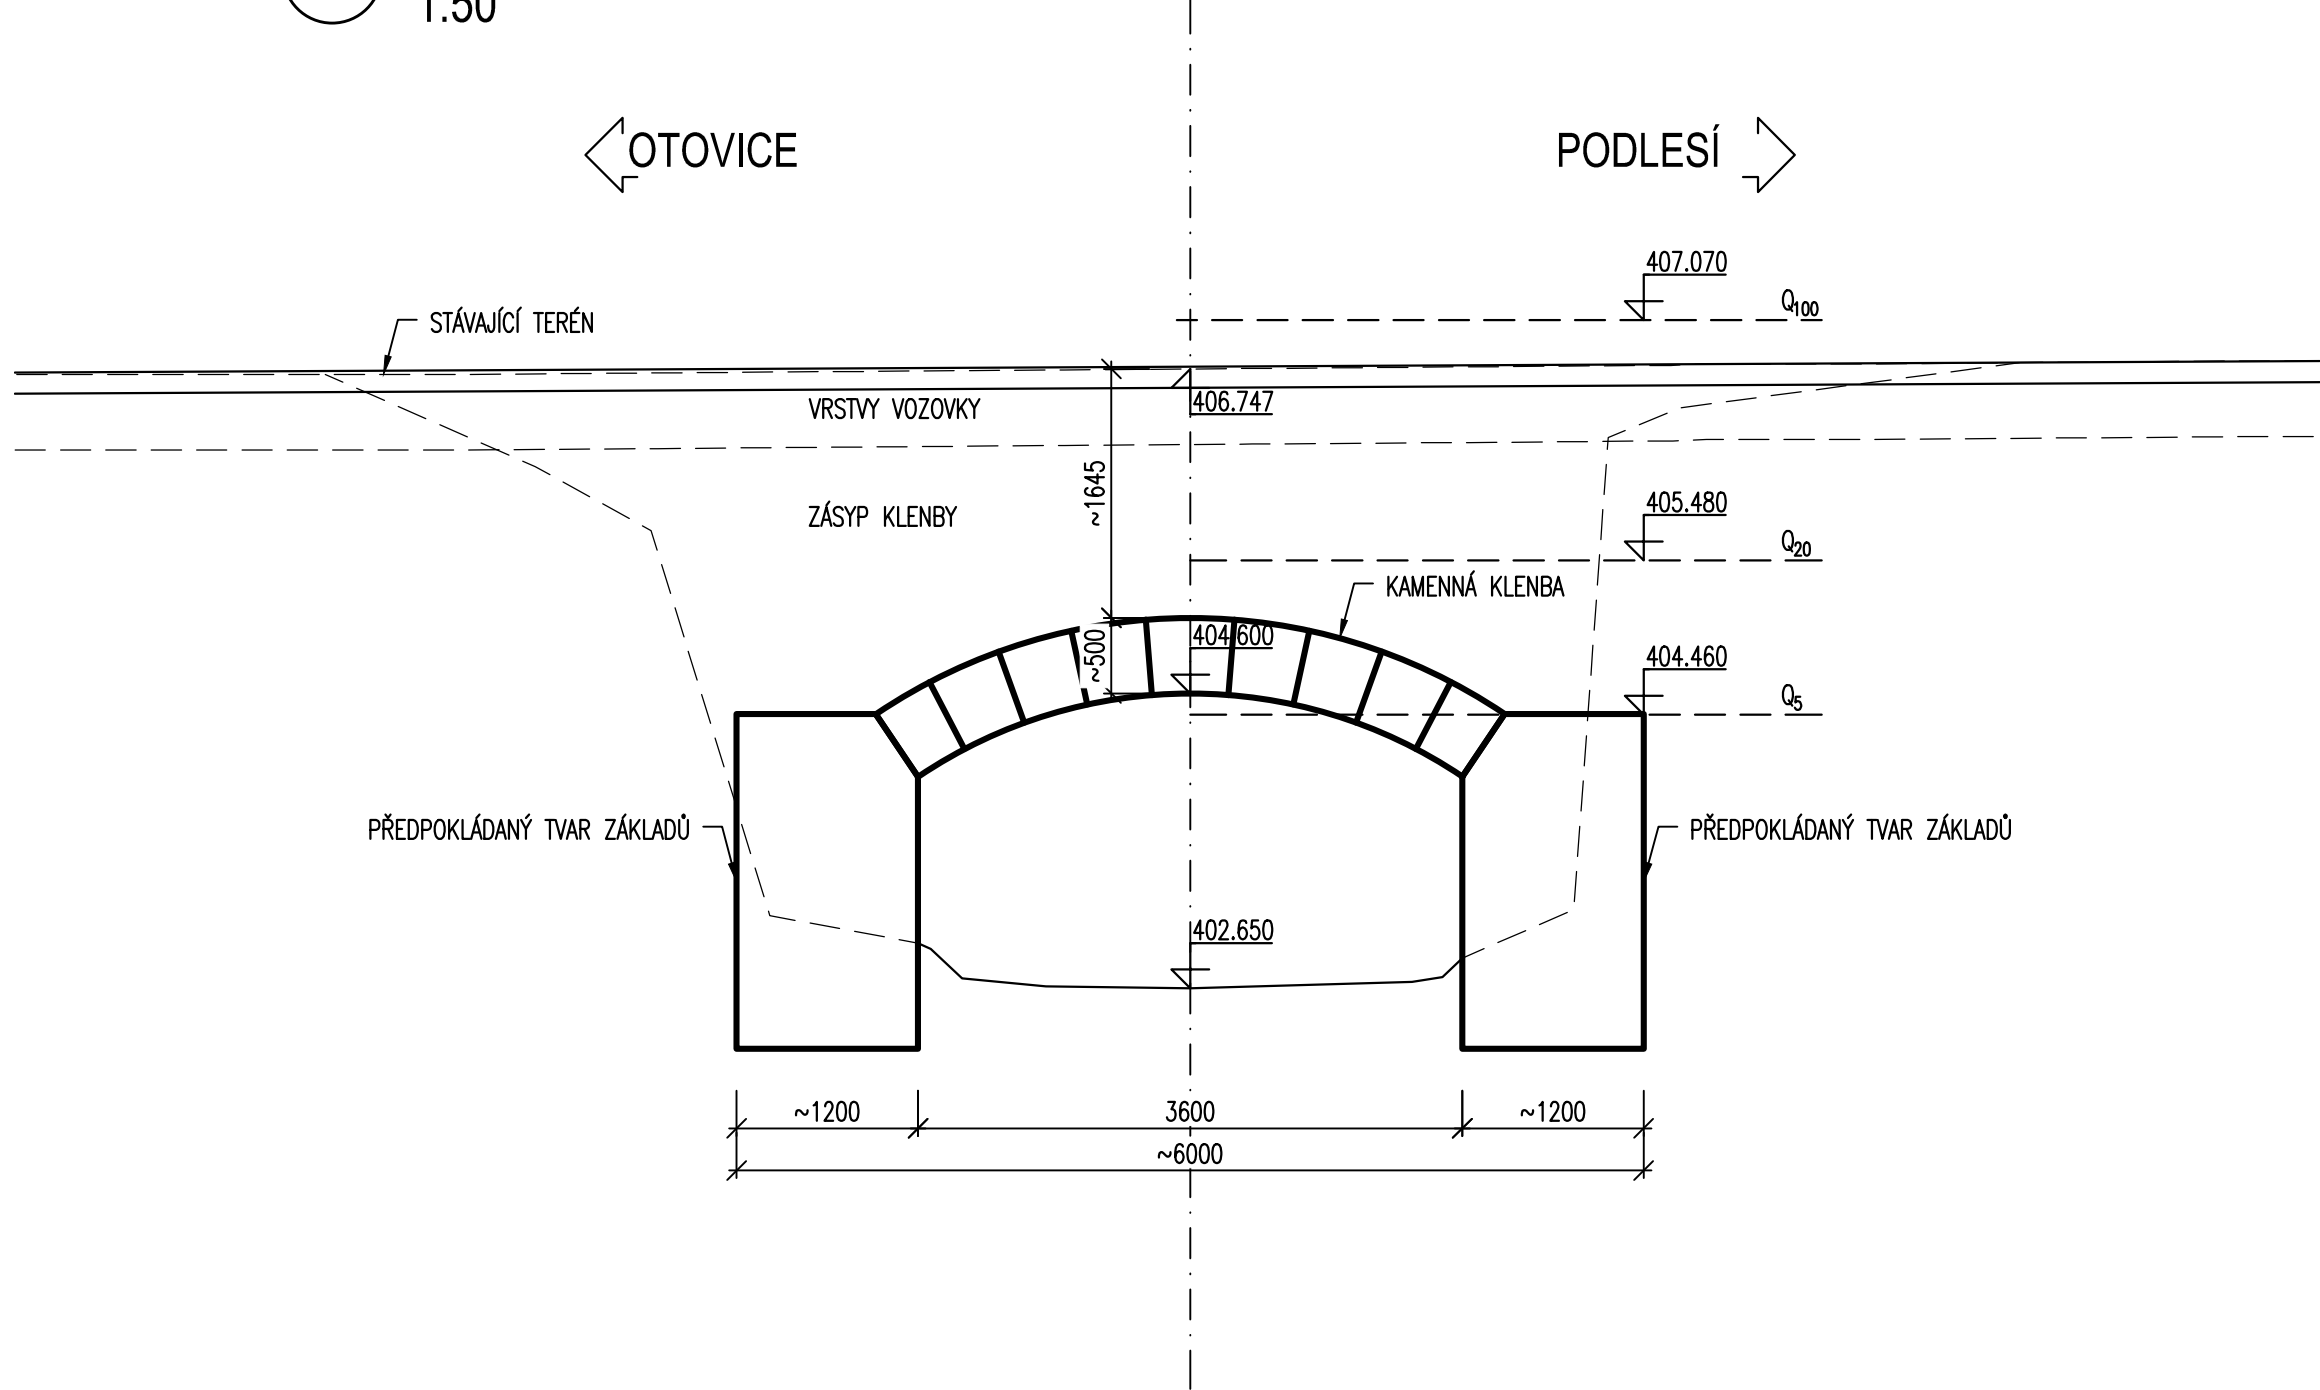 1:50
OTOVICE
PODLESÍ
407.070
Q100
STÁVAJÍCÍ TERÉN
406.747
VRSTVY VOZOVKY
~1645
405.480
ZÁSYP KLENBY
Q20
KAMENNÁ KLENBA
404.600
~500
404.460
Q5
PŘEDPOKLÁDANÝ TVAR ZÁKLADŮ
PŘEDPOKLÁDANÝ TVAR ZÁKLADŮ
402.650
~1200
3600
~1200
~6000